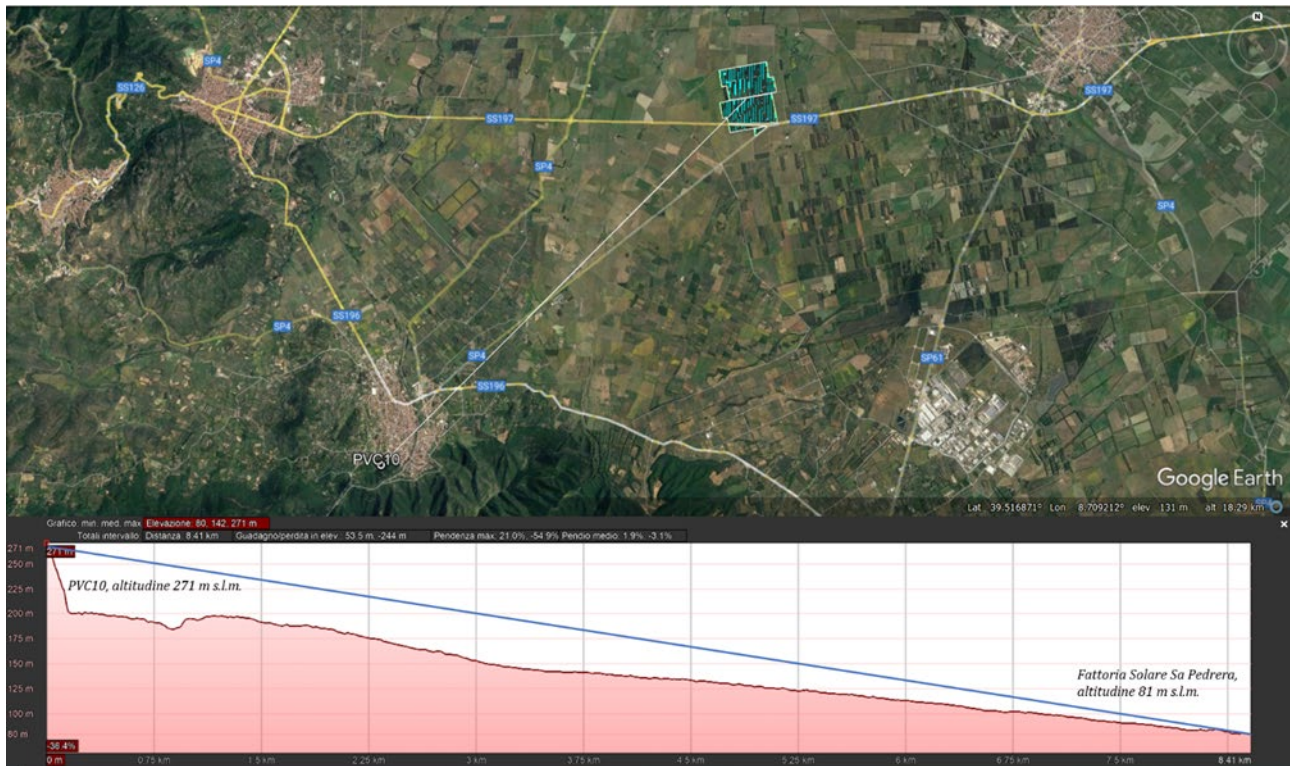 N
SP4
SS126
SS197
SS197
SS197
SP4
SP4
SS196
SP4
SP4
SP61
SS196
PVC10
Google Earth
Lat 39.516871° Lon 8.709212° elev 131 m alt 18.29 km
Grafico: min. med. max Elevazione: 80, 142, 271 m
Totali intervallo: Distanza: 8.41 km Guadagno/perdita in elev.: 53.5 m, -244 m Pendenza max: 21.0%, -54.9% Pendio medio: 1.9%, -3.1%
271 m
271 m
250 m
PVC10, altitudine 271 m s.l.m.
225 m
200 m
175 m
150 m
Fattoria Solare Sa Pedrera,
altitudine 81 m s.l.m.
125 m
100 m
80 m
-36.4%
0 m 0.75 km 1.5 km 2.25 km 3 km 3.75 km 4.5 km 5.25 km 6 km 6.75 km 7.5 km 8.41 km